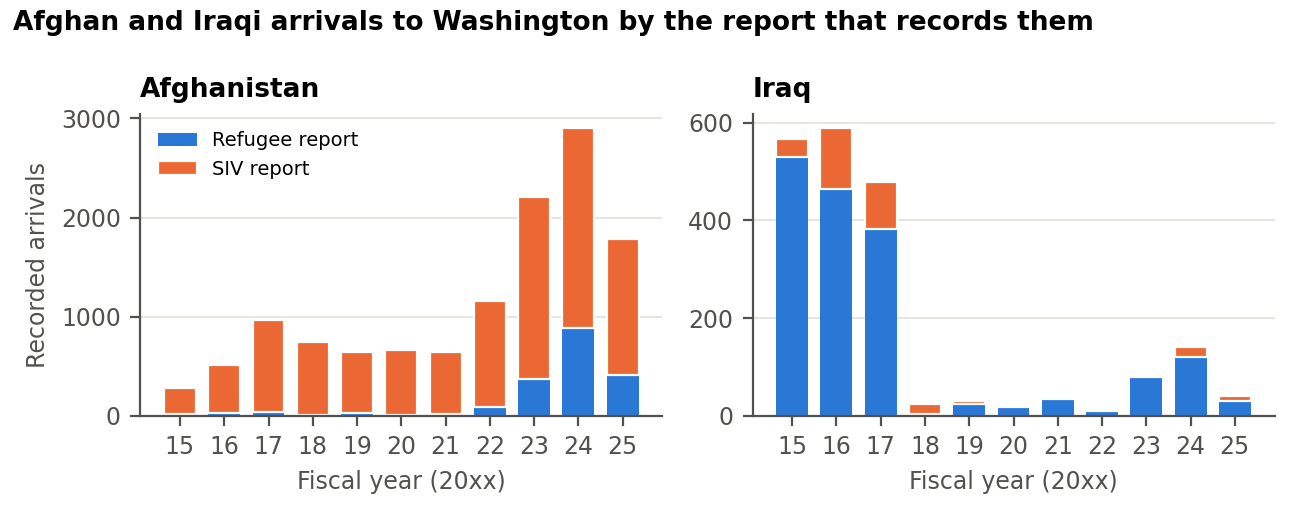 Afghan and Iraqi arrivals to Washington by the report that records them
Afghanistan
Recorded arrivals
3000
2000
1000
0
Refugee report
SIV report
15 16 17 18 19 20 21 22 23 24 25
Fiscal year (20xx)
Iraq
600
400
200
0
15 16 17 18 19 20 21 22 23 24 25
Fiscal year (20xx)